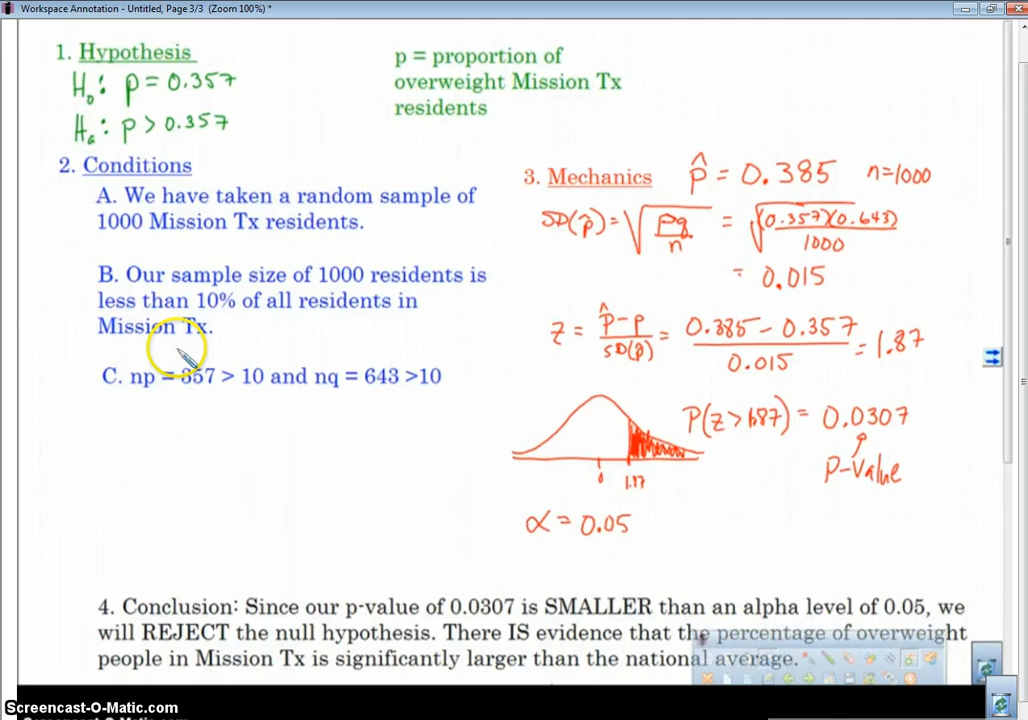 Workspace Annotation - Untitled, Page 3/3 (Zoom 100%) *
1. Hypothesis
H₀: p = 0.357
Hₐ: p > 0.357
p = proportion of
overweight Mission Tx
residents
2. Conditions
A. We have taken a random sample of
1000 Mission Tx residents.
B. Our sample size of 1000 residents is
less than 10% of all residents in
Mission Tx.
C. np = 357 > 10 and nq = 643 >10
3. Mechanics p̂ = 0.385 n=1000
SD(p̂) = √(pq/n) = √((0.357)(0.643)/1000)
= 0.015
z = (p̂ - p)/SD(p̂) = (0.385 - 0.357)/0.015 = 1.87
P(z > 1.87) = 0.0307
P-Value
0 1.87
α = 0.05
4. Conclusion: Since our p-value of 0.0307 is SMALLER than an alpha level of 0.05, we
will REJECT the null hypothesis. There IS evidence that the percentage of overweight
people in Mission Tx is significantly larger than the national average.
Screencast-O-Matic.com